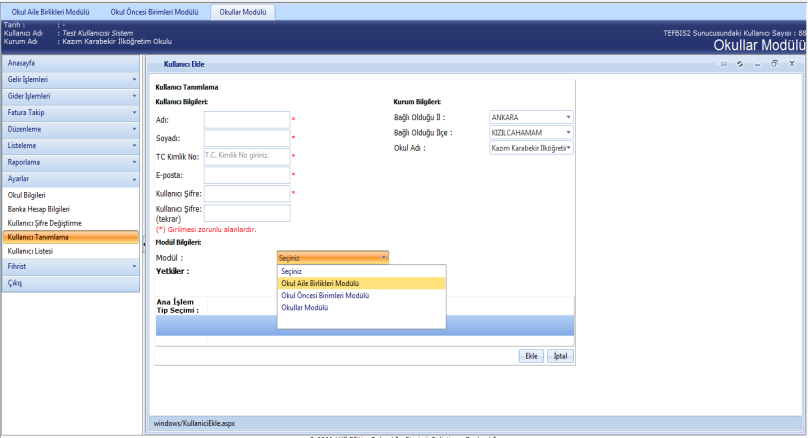 Okul Aile Birlikleri Modülü Okul Öncesi Birimleri Modülü Okullar Modülü
Tarih : : -
Kullanıcı Adı : Test Kullanıcısı Sistem
Kurum Adı : Kazım Karabekir İlköğretim Okulu
TEFBIS2 Sunucusundaki Kullanıcı Sayısı : 88
Okullar Modülü
Anasayfa
Gelir İşlemleri
Gider İşlemleri
Fatura Takip
Düzenleme
Listeleme
Raporlama
Ayarlar
Okul Bilgileri
Banka Hesap Bilgileri
Kullanıcı Şifre Değiştirme
Kullanıcı Tanımlama
Kullanıcı Listesi
Fihrist
Çıkış
Kullanıcı Ekle
Kullanıcı Tanımlama
Kullanıcı Bilgileri:
Adı: *
Soyadı: *
TC Kimlik No: T.C. Kimlik No giriniz. *
E-posta: *
Kullanıcı Şifre: *
Kullanıcı Şifre:
(tekrar)
(*) Girilmesi zorunlu alanlardır.
Kurum Bilgileri:
Bağlı Olduğu İl : ANKARA
Bağlı Olduğu İlçe : KIZILCAHAMAM
Okul Adı : Kazım Karabekir İlköğretim
Modül Bilgileri:
Modül : Seçiniz
Yetkiler :
Seçiniz
Okul Aile Birlikleri Modülü
Okul Öncesi Birimleri Modülü
Okullar Modülü
Ana İşlem
Tip Seçimi :
Ekle İptal
windows/KullaniciEkle.aspx